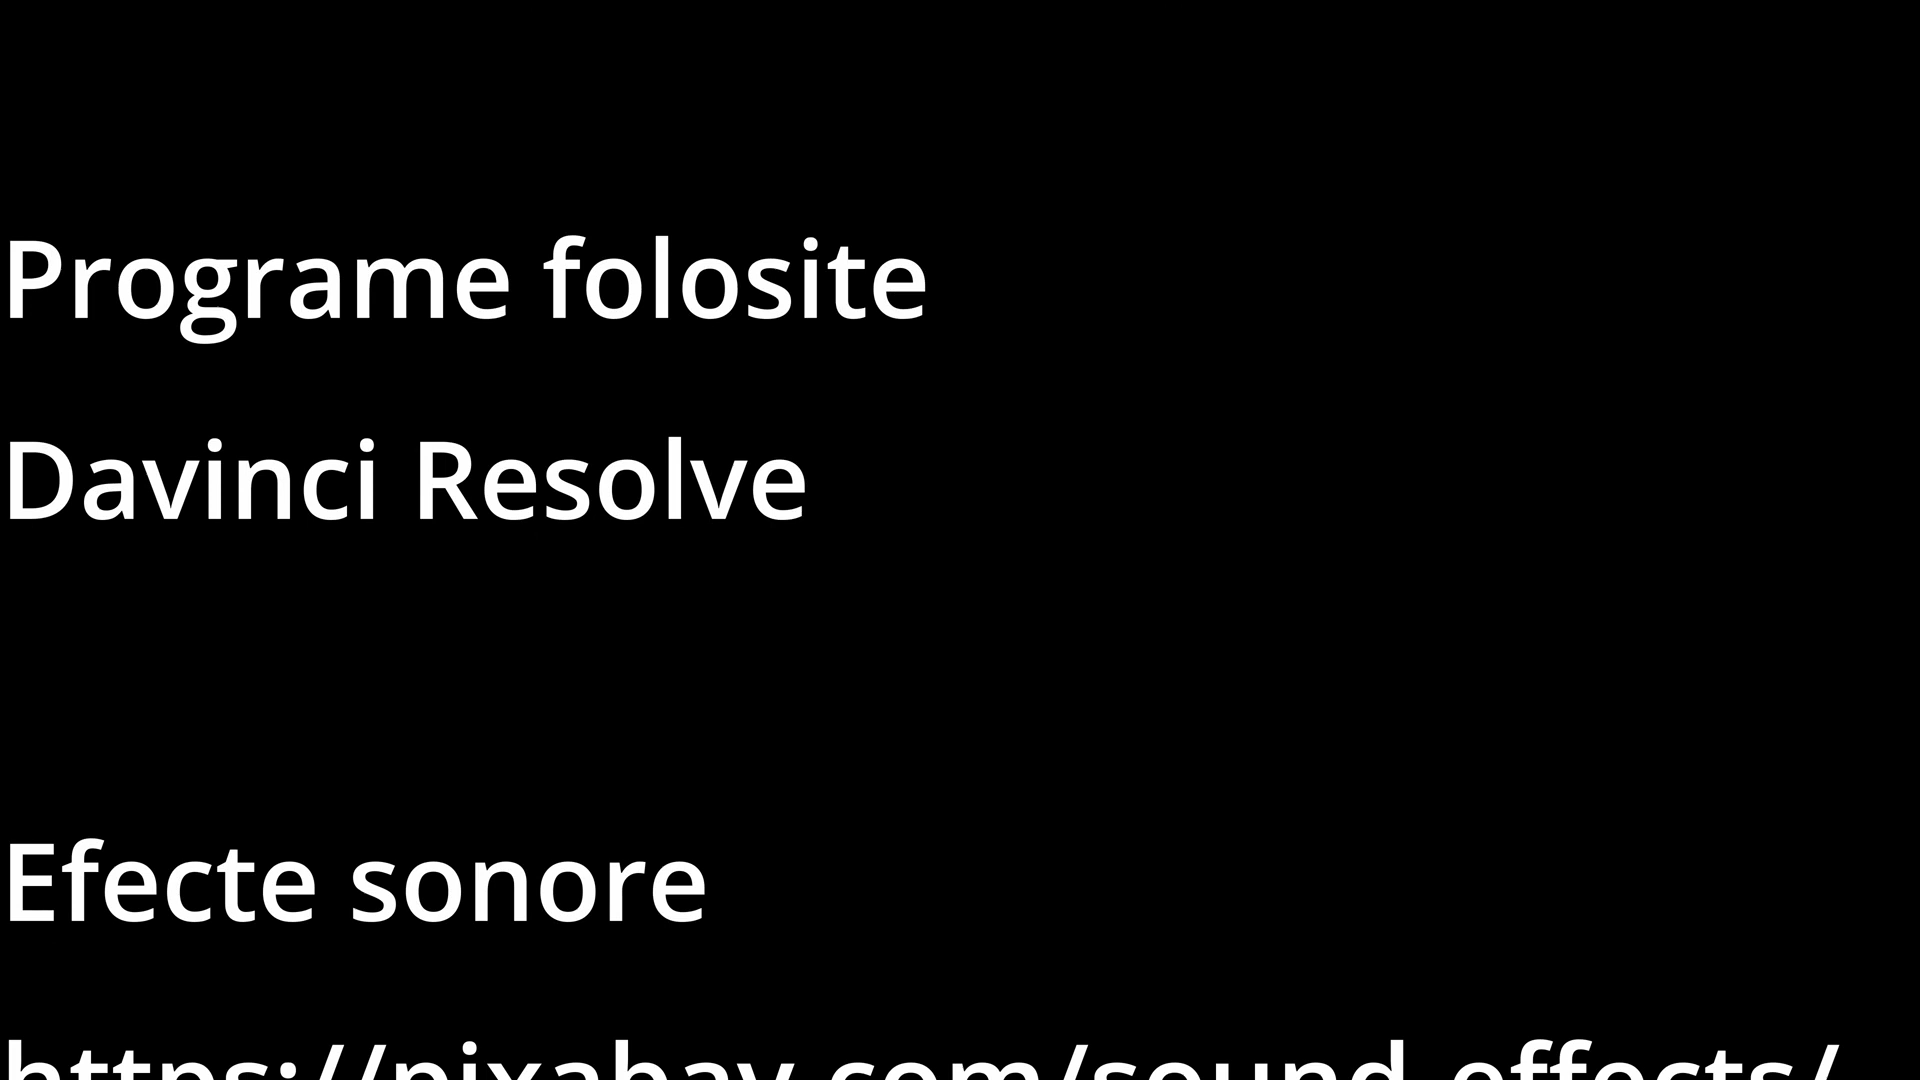 Programe folosite
Davinci Resolve
Efecte sonore
https://pixabay.com/sound-effects/